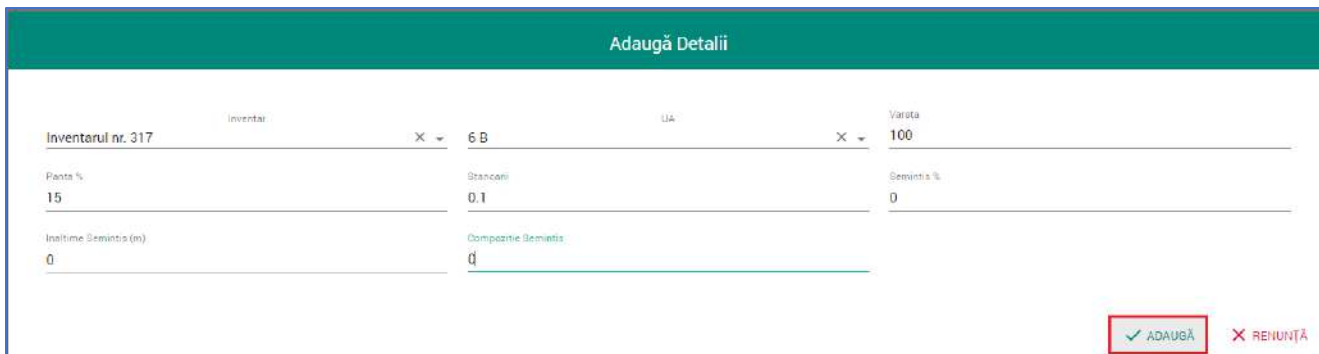 Adaugă Detalii
Inventar UA Varsta
Inventarul nr. 317 6 B 100
Panta % Stancarii Semintis %
15 0.1 0
Inaltime Semintis (m) Compozitie Semintis
0 0
ADAUGĂ RENUNȚĂ